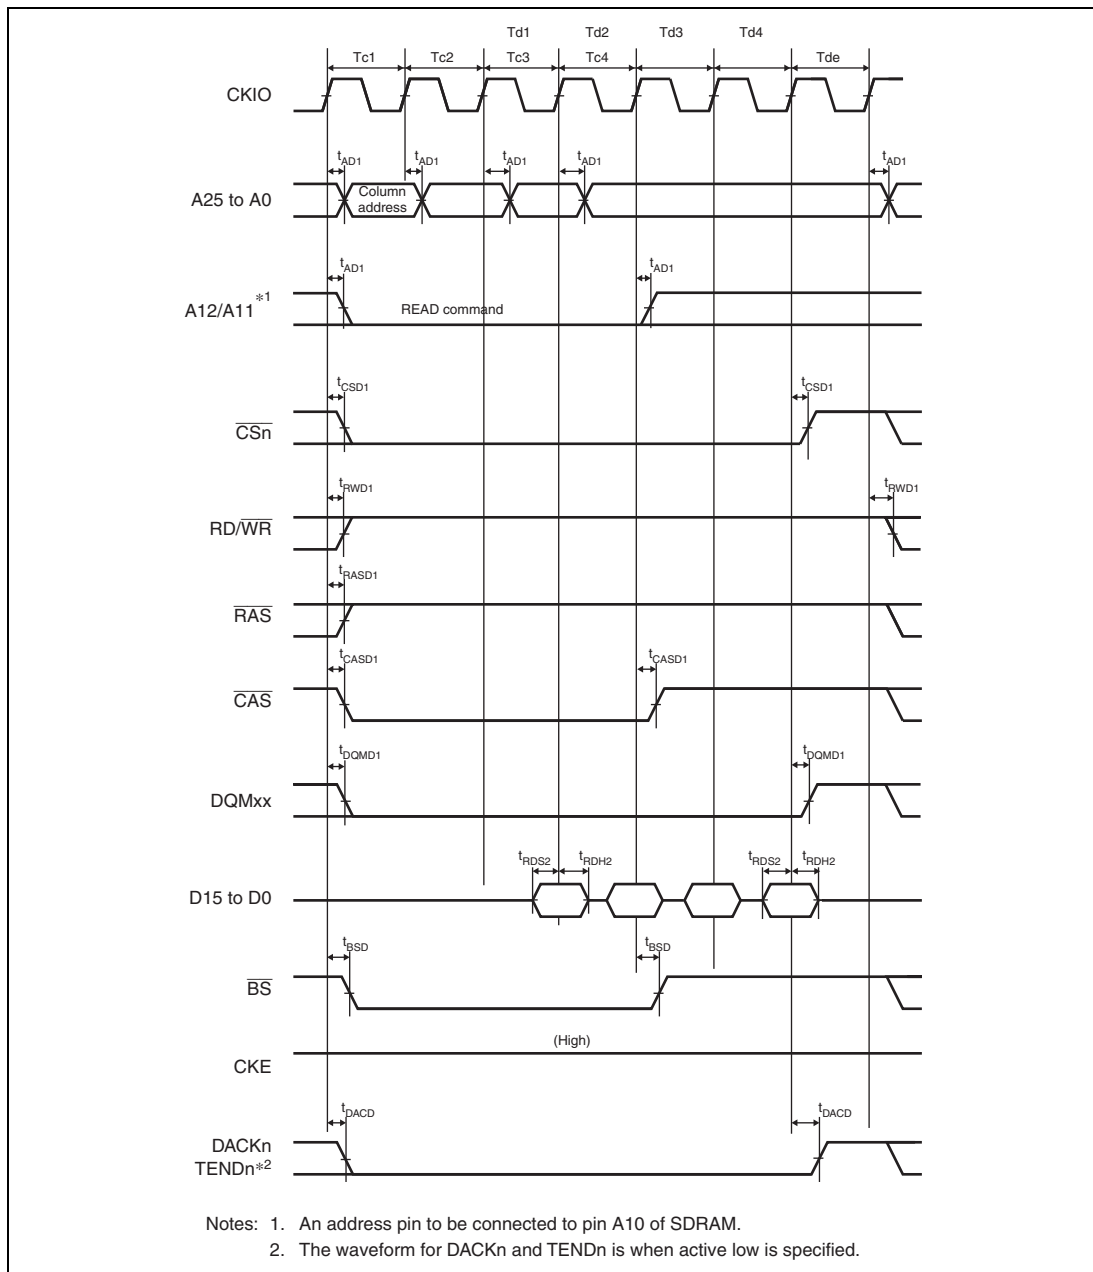 Td1 Td2 Td3 Td4
Tc1 Tc2 Tc3 Tc4 Tde
CKIO
tAD1 tAD1 tAD1 tAD1 tAD1
A25 to A0
Column
address
tAD1 tAD1
A12/A11*1
READ command
tCSD1 tCSD1
CSn
tRWD1 tRWD1
RD/WR
tRASD1
RAS
tCASD1 tCASD1
CAS
tDQMD1 tDQMD1
DQMxx
tRDS2 tRDH2 tRDS2 tRDH2
D15 to D0
tBSD tBSD
BS
(High)
CKE
tDACD tDACD
DACKn
TENDn*2
Notes: 1. An address pin to be connected to pin A10 of SDRAM.
2. The waveform for DACKn and TENDn is when active low is specified.